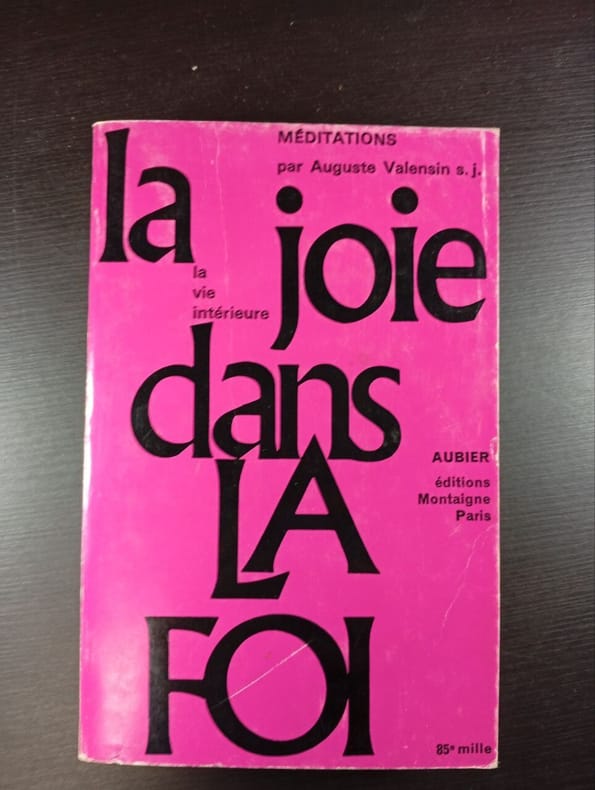 MÉDITATIONS
par Auguste Valensin s.j.
la
joie
la
vie
intérieure
dans
LA
FOI
AUBIER
éditions
Montaigne
Paris
85e mille